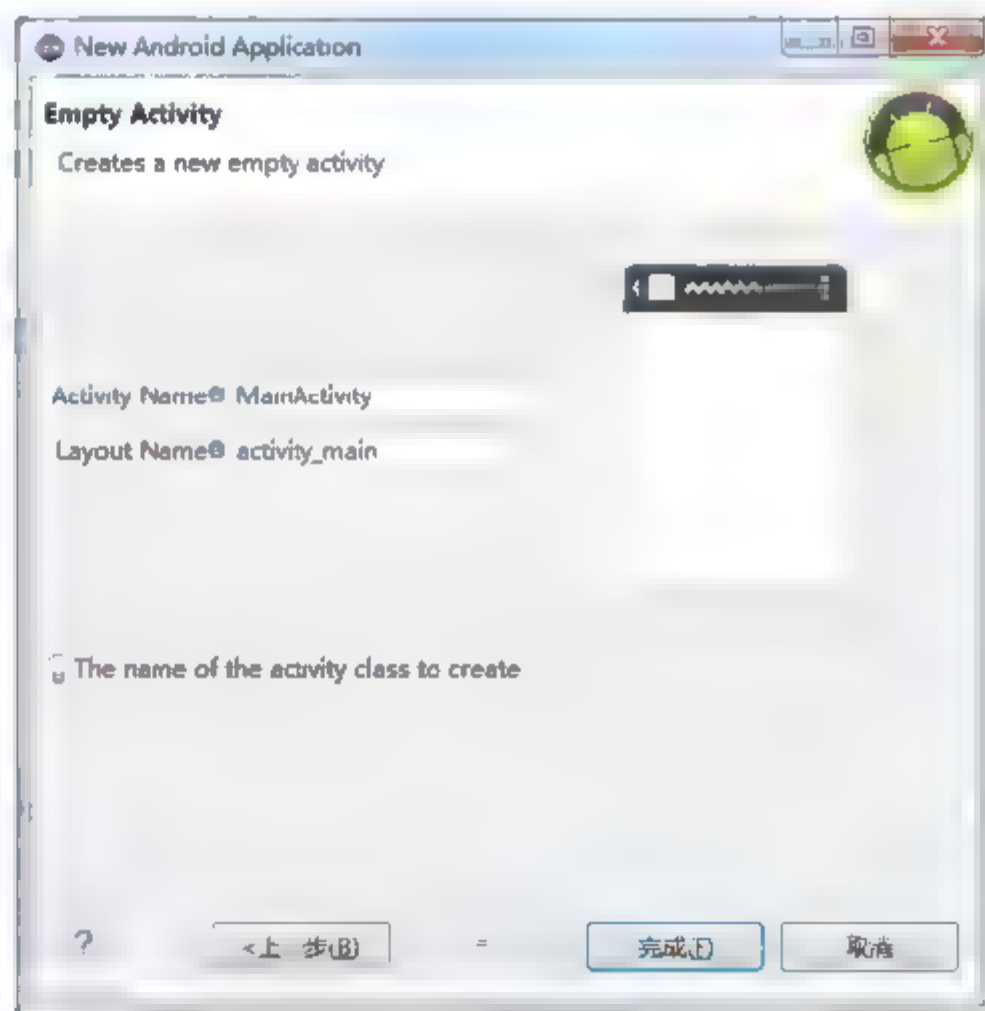 New Android Application
Empty Activity
Creates a new empty activity
Activity Name MainActivity
Layout Name activity_main
The name of the activity class to create
? <上一步(B) 完成(F) 取消